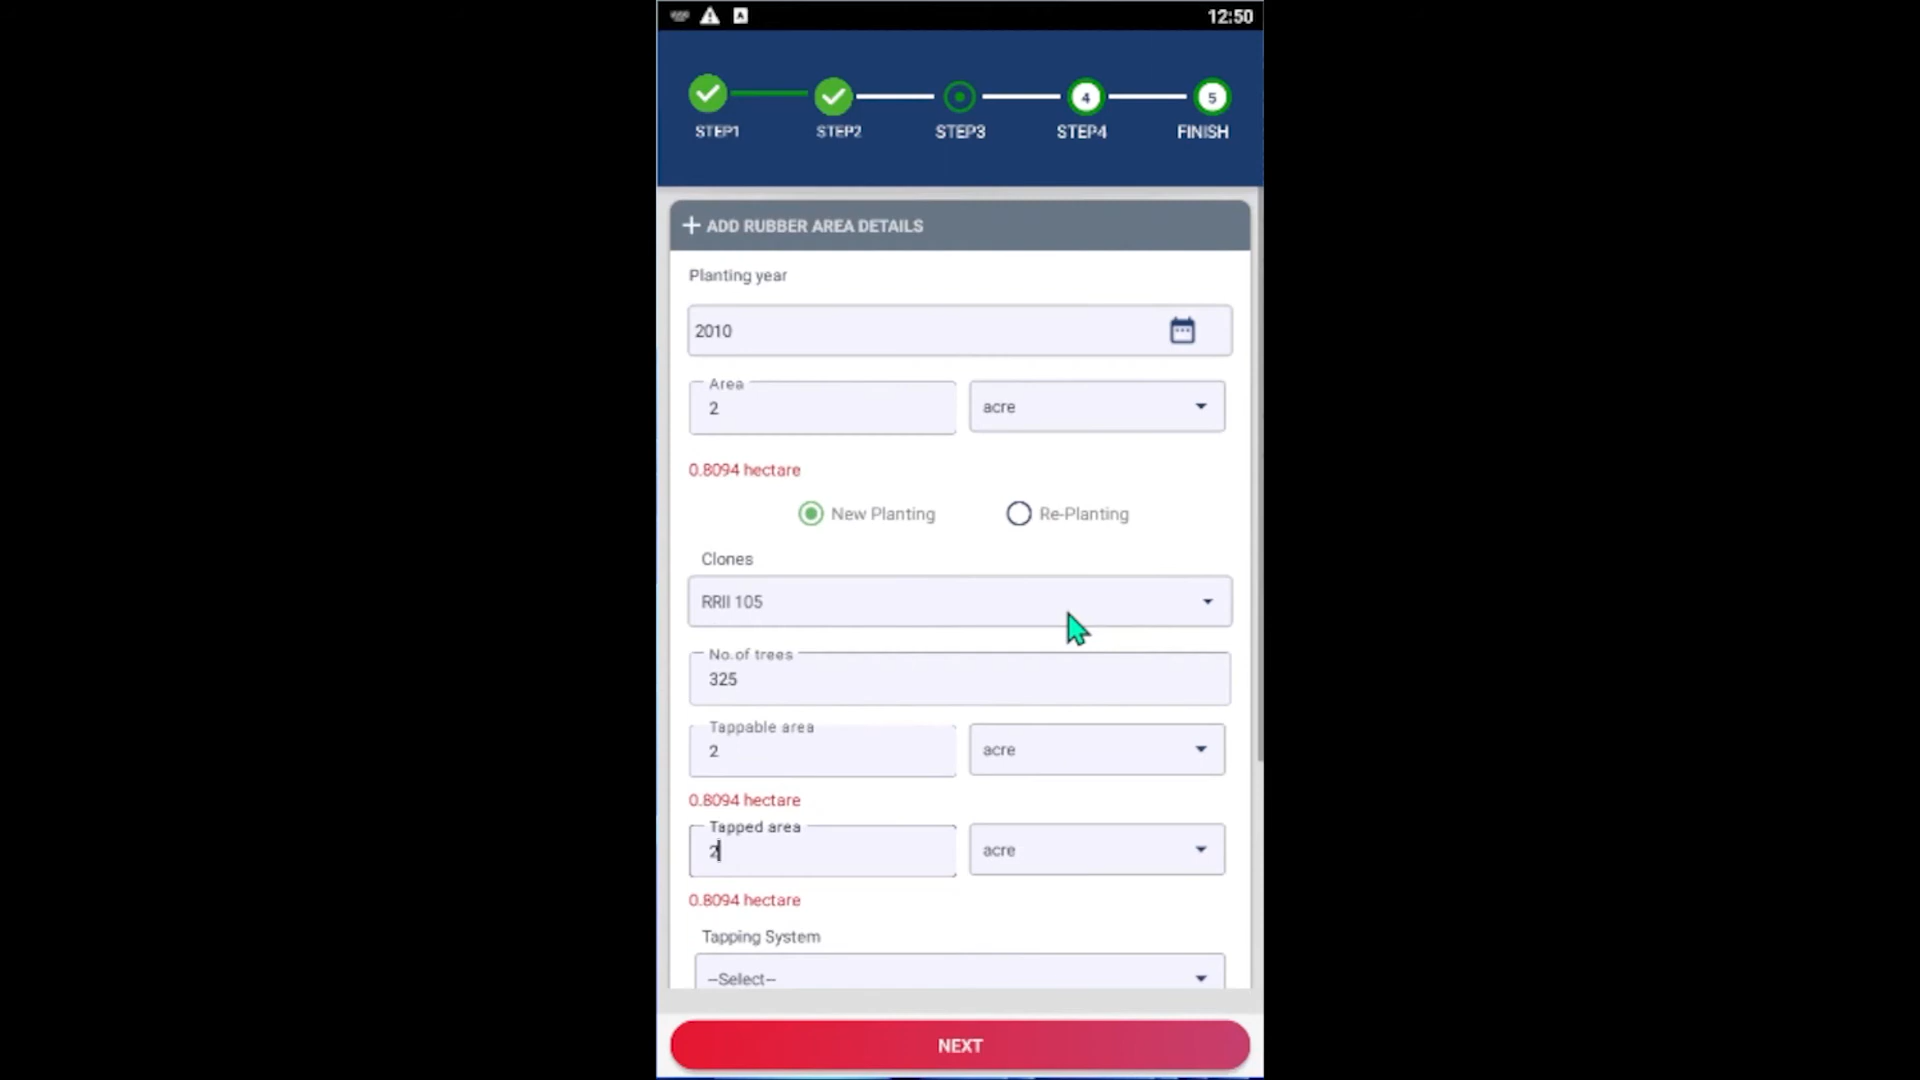 12:50
4
5
STEP1
STEP2
STEP3
STEP4
FINISH
+ ADD RUBBER AREA DETAILS
Planting year
2010
Area
2
acre
0.8094 hectare
New Planting
Re-Planting
Clones
RRII 105
No.of trees
325
Tappable area
2
acre
0.8094 hectare
Tapped area
2
acre
0.8094 hectare
Tapping System
--Select--
NEXT